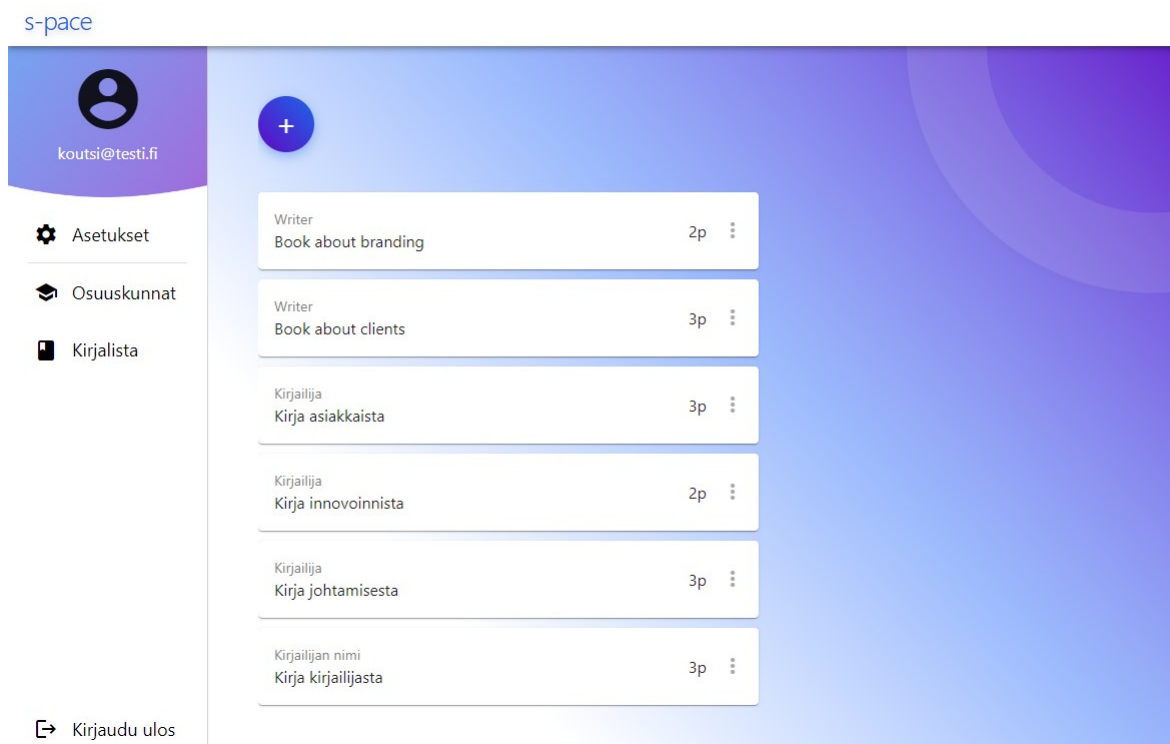 s-pace
koutsi@testi.fi
Asetukset
Osuuskunnat
Kirjalista
Kirjaudu ulos
+
Writer
Book about branding
2p
Writer
Book about clients
3p
Kirjailija
Kirja asiakkaista
3p
Kirjailija
Kirja innovoinnista
2p
Kirjailija
Kirja johtamisesta
3p
Kirjailijan nimi
Kirja kirjailijasta
3p